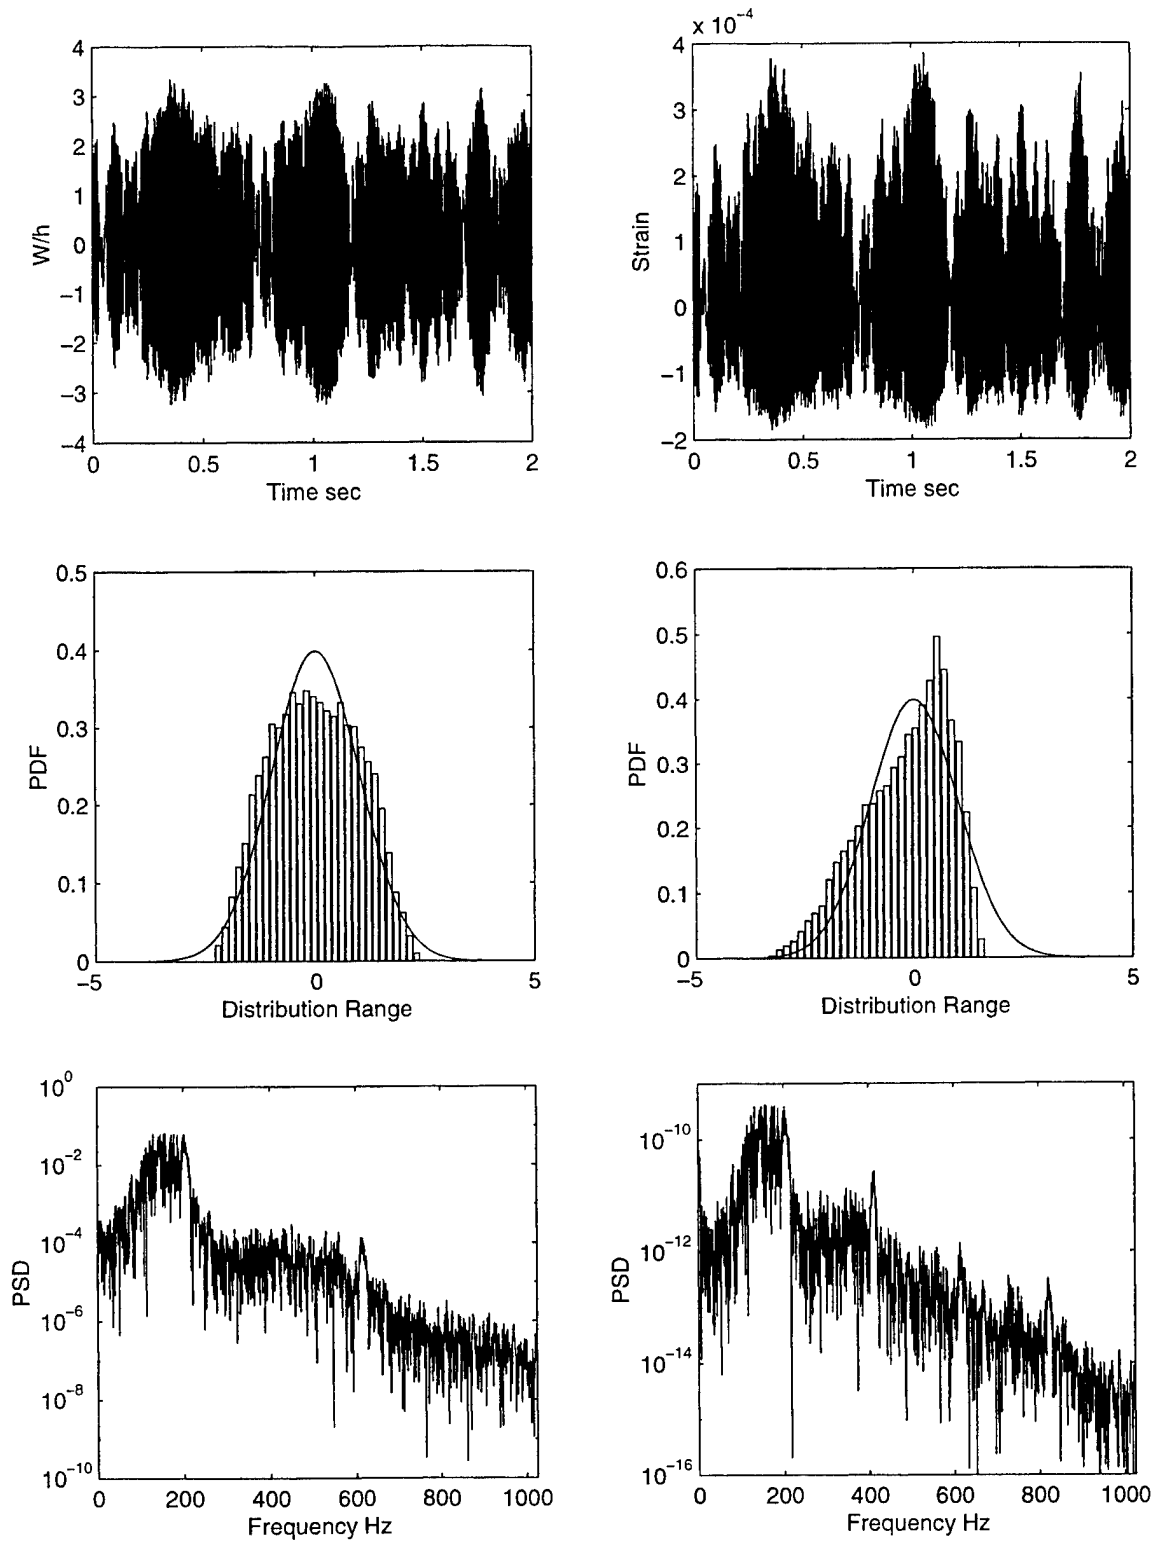 4
3
2
1
0
−1
−2
−3
−4
W/h
0 0.5 1 1.5 2
Time sec
x 10⁻⁴
4
3
2
1
0
−1
−2
Strain
0 0.5 1 1.5 2
Time sec
0.5
0.4
0.3
0.2
0.1
0
PDF
−5 0 5
Distribution Range
0.6
0.5
0.4
0.3
0.2
0.1
0
PDF
−5 0 5
Distribution Range
10⁰
10⁻²
10⁻⁴
10⁻⁶
10⁻⁸
10⁻¹⁰
PSD
0 200 400 600 800 1000
Frequency Hz
10⁻¹⁰
10⁻¹²
10⁻¹⁴
10⁻¹⁶
PSD
0 200 400 600 800 1000
Frequency Hz